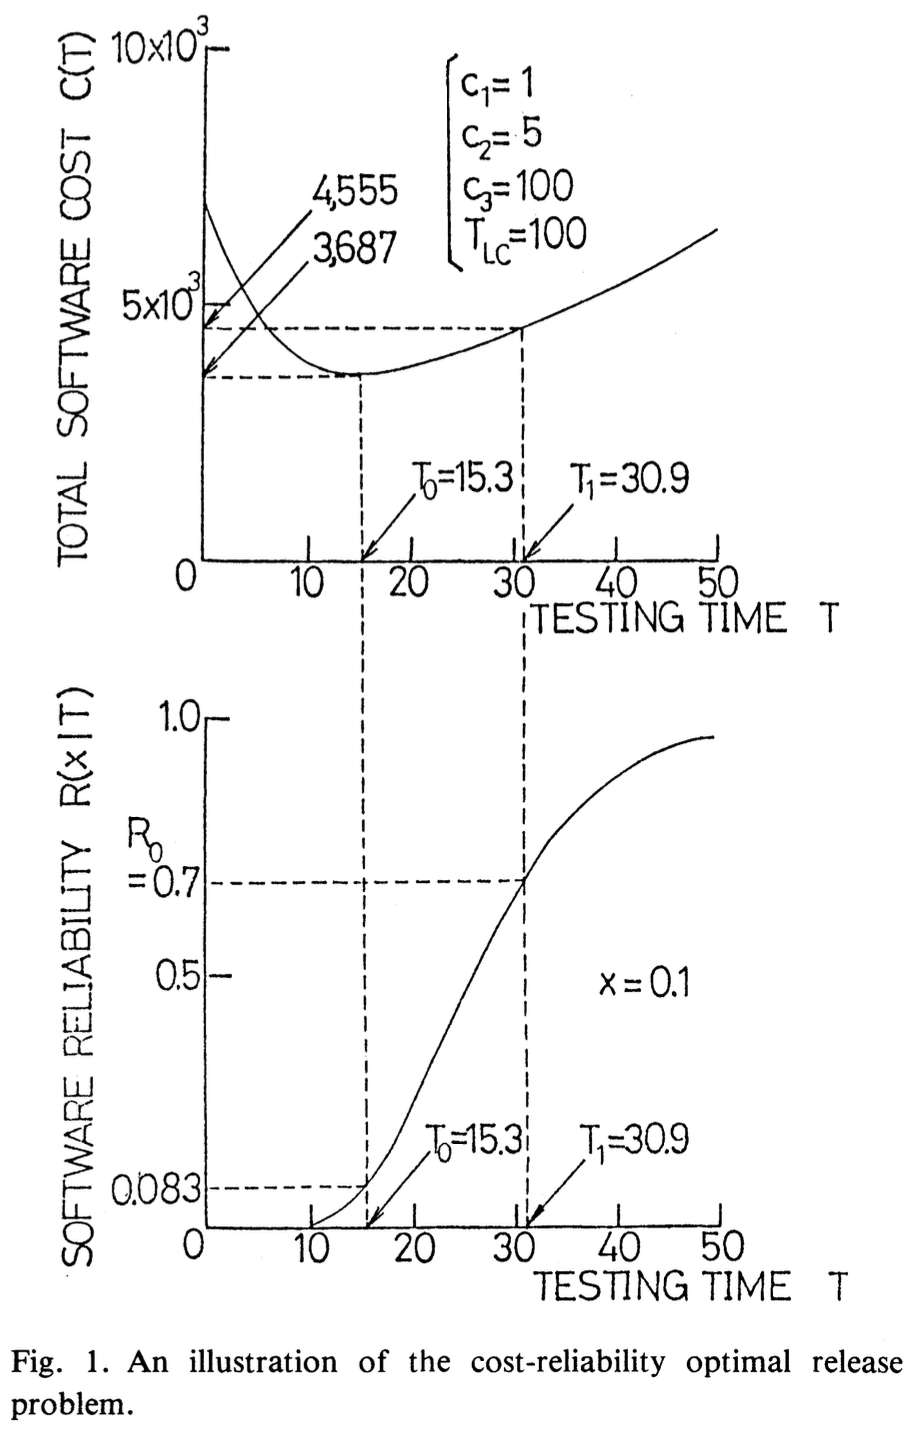 10x10³
TOTAL SOFTWARE COST C(T)
c₁= 1
c₂= 5
c₃=100
T_LC=100
4,555
3,687
5x10³
T₀=15.3
T₁=30.9
0
10
20
30
40
50
TESTING TIME T
SOFTWARE RELIABILITY R(x|T)
1.0
R₀
=0.7
0.5
x=0.1
0.083
T₀=15.3
T₁=30.9
0
10
20
30
40
50
TESTING TIME T
Fig. 1. An illustration of the cost-reliability optimal release
problem.